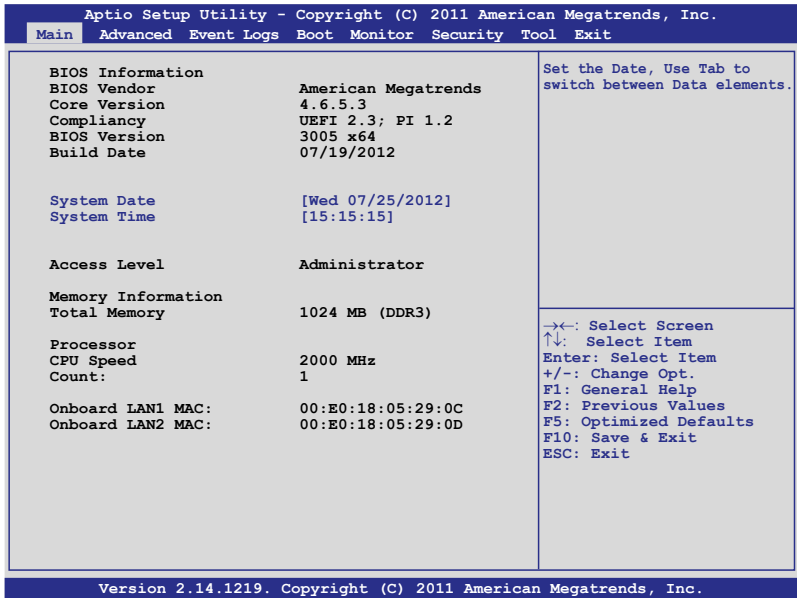 Aptio Setup Utility - Copyright (C) 2011 American Megatrends, Inc.
Main Advanced Event Logs Boot Monitor Security Tool Exit
BIOS Information
BIOS Vendor American Megatrends
Core Version 4.6.5.3
Compliancy UEFI 2.3; PI 1.2
BIOS Version 3005 x64
Build Date 07/19/2012
System Date [Wed 07/25/2012]
System Time [15:15:15]
Access Level Administrator
Memory Information
Total Memory 1024 MB (DDR3)
Processor
CPU Speed 2000 MHz
Count: 1
Onboard LAN1 MAC: 00:E0:18:05:29:0C
Onboard LAN2 MAC: 00:E0:18:05:29:0D
Set the Date, Use Tab to
switch between Data elements.
→←: Select Screen
↑↓: Select Item
Enter: Select Item
+/-: Change Opt.
F1: General Help
F2: Previous Values
F5: Optimized Defaults
F10: Save & Exit
ESC: Exit
Version 2.14.1219. Copyright (C) 2011 American Megatrends, Inc.